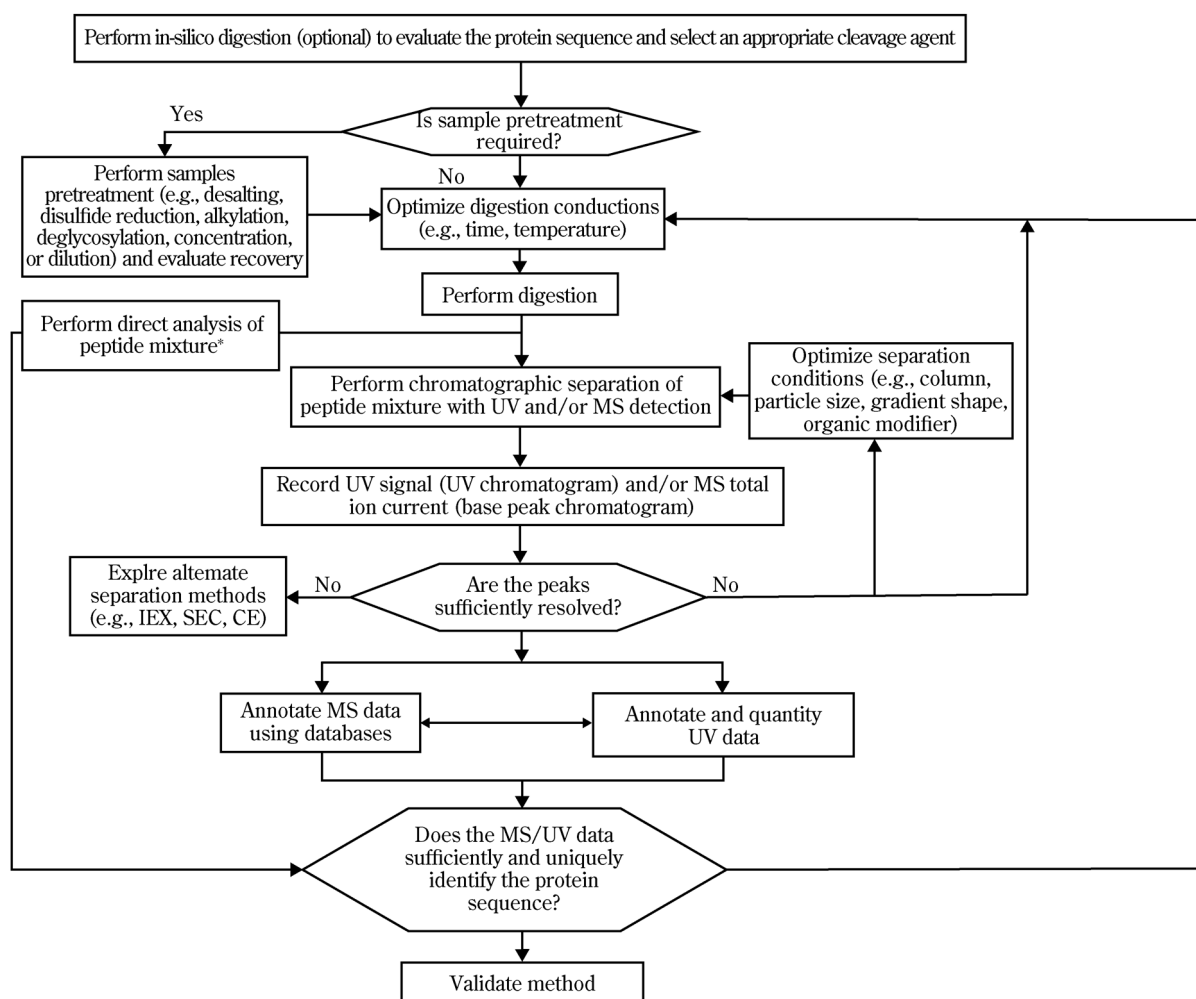 Perform in-silico digestion (optional) to evaluate the protein sequence and select an appropriate cleavage agent
Is sample pretreatment
required?
Yes
No
Perform samples
pretreatment (e.g., desalting,
disulfide reduction, alkylation,
deglycosylation, concentration,
or dilution) and evaluate recovery
Optimize digestion conductions
(e.g., time, temperature)
Perform digestion
Perform direct analysis of
peptide mixture*
Perform chromatographic separation of
peptide mixture with UV and/or MS detection
Optimize separation
conditions (e.g., column,
particle size, gradient shape,
organic modifier)
Record UV signal (UV chromatogram) and/or MS total
ion current (base peak chromatogram)
Are the peaks
sufficiently resolved?
No
No
Explre altemate
separation methods
(e.g., IEX, SEC, CE)
Annotate MS data
using databases
Annotate and quantity
UV data
Does the MS/UV data
sufficiently and uniquely
identify the protein
sequence?
Validate method